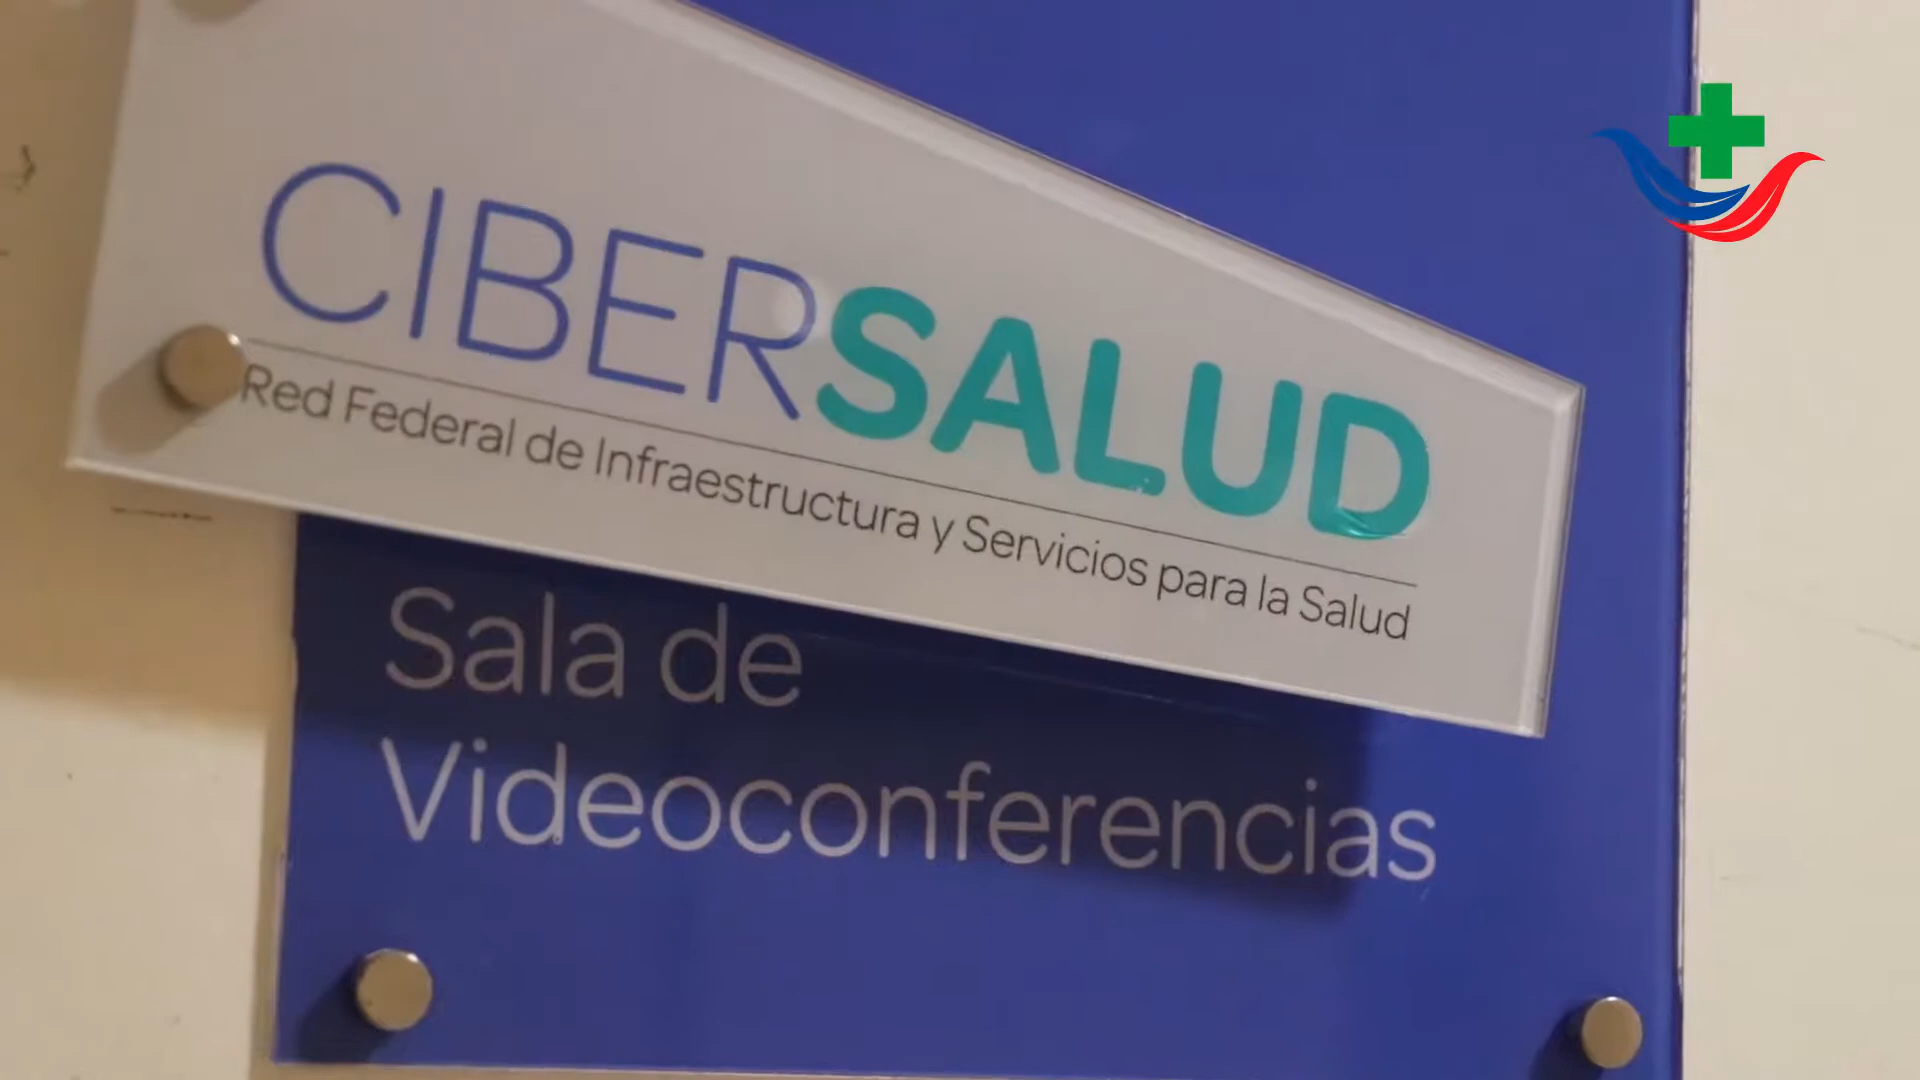 CIBERSALUD
Red Federal de Infraestructura y Servicios para la Salud
Sala de
Videoconferencias